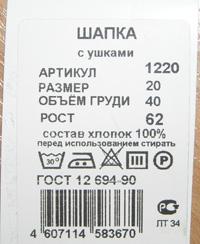 ШАПКА
с ушками
АРТИКУЛ 1220
РАЗМЕР 20
ОБЪЁМ ГРУДИ 40
РОСТ 62
состав хлопок 100%
перед использованием стирать
30°
ГОСТ 12 694-90
ЛТ 34
4 607114 583670